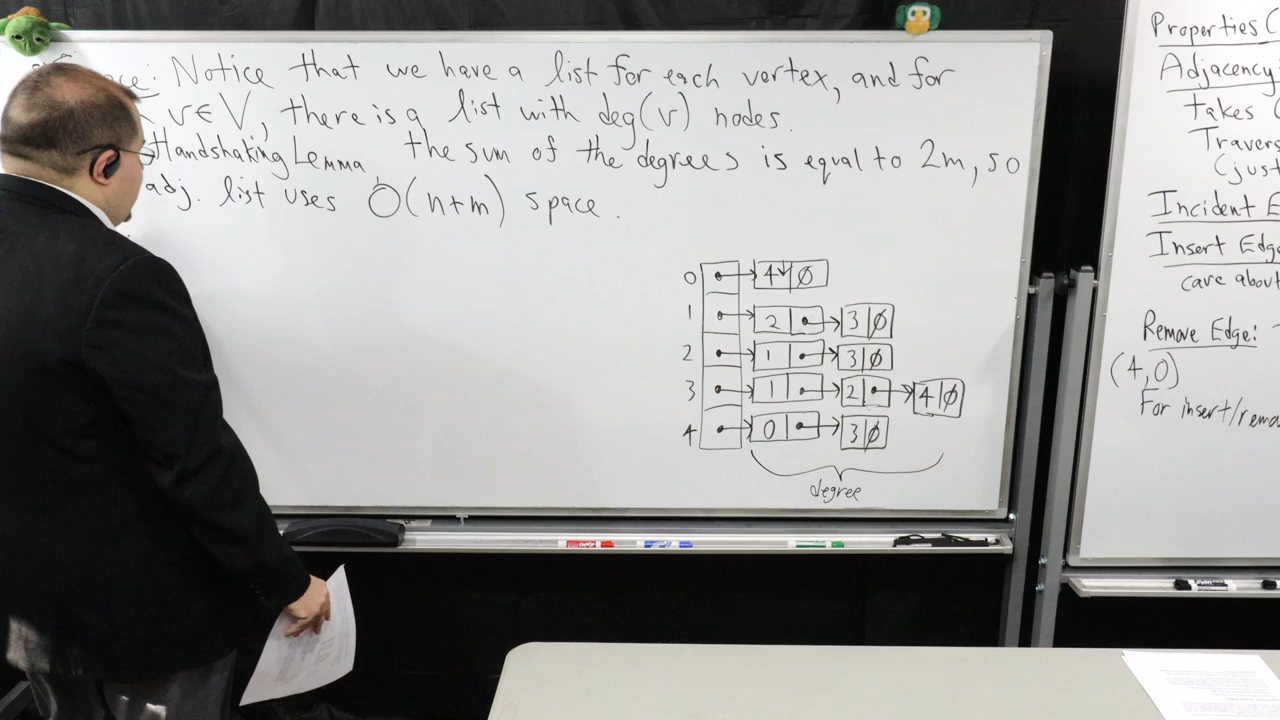 Notice that we have a list for each vertex, and for
v∈V, there is a list with deg(v) nodes.
Handshaking Lemma, the sum of the degrees is equal to 2m, so
adj. list uses O(n+m) space.
0 4 ∅
1 2 3 ∅
2 1 3 ∅
3 1 2 4 ∅
4 0 3 ∅
degree
Properties (
Adjacency:
takes
Travers
(just
Incident E
Insert Edge
care about
Remove Edge:
(4,0)
For insert/remo